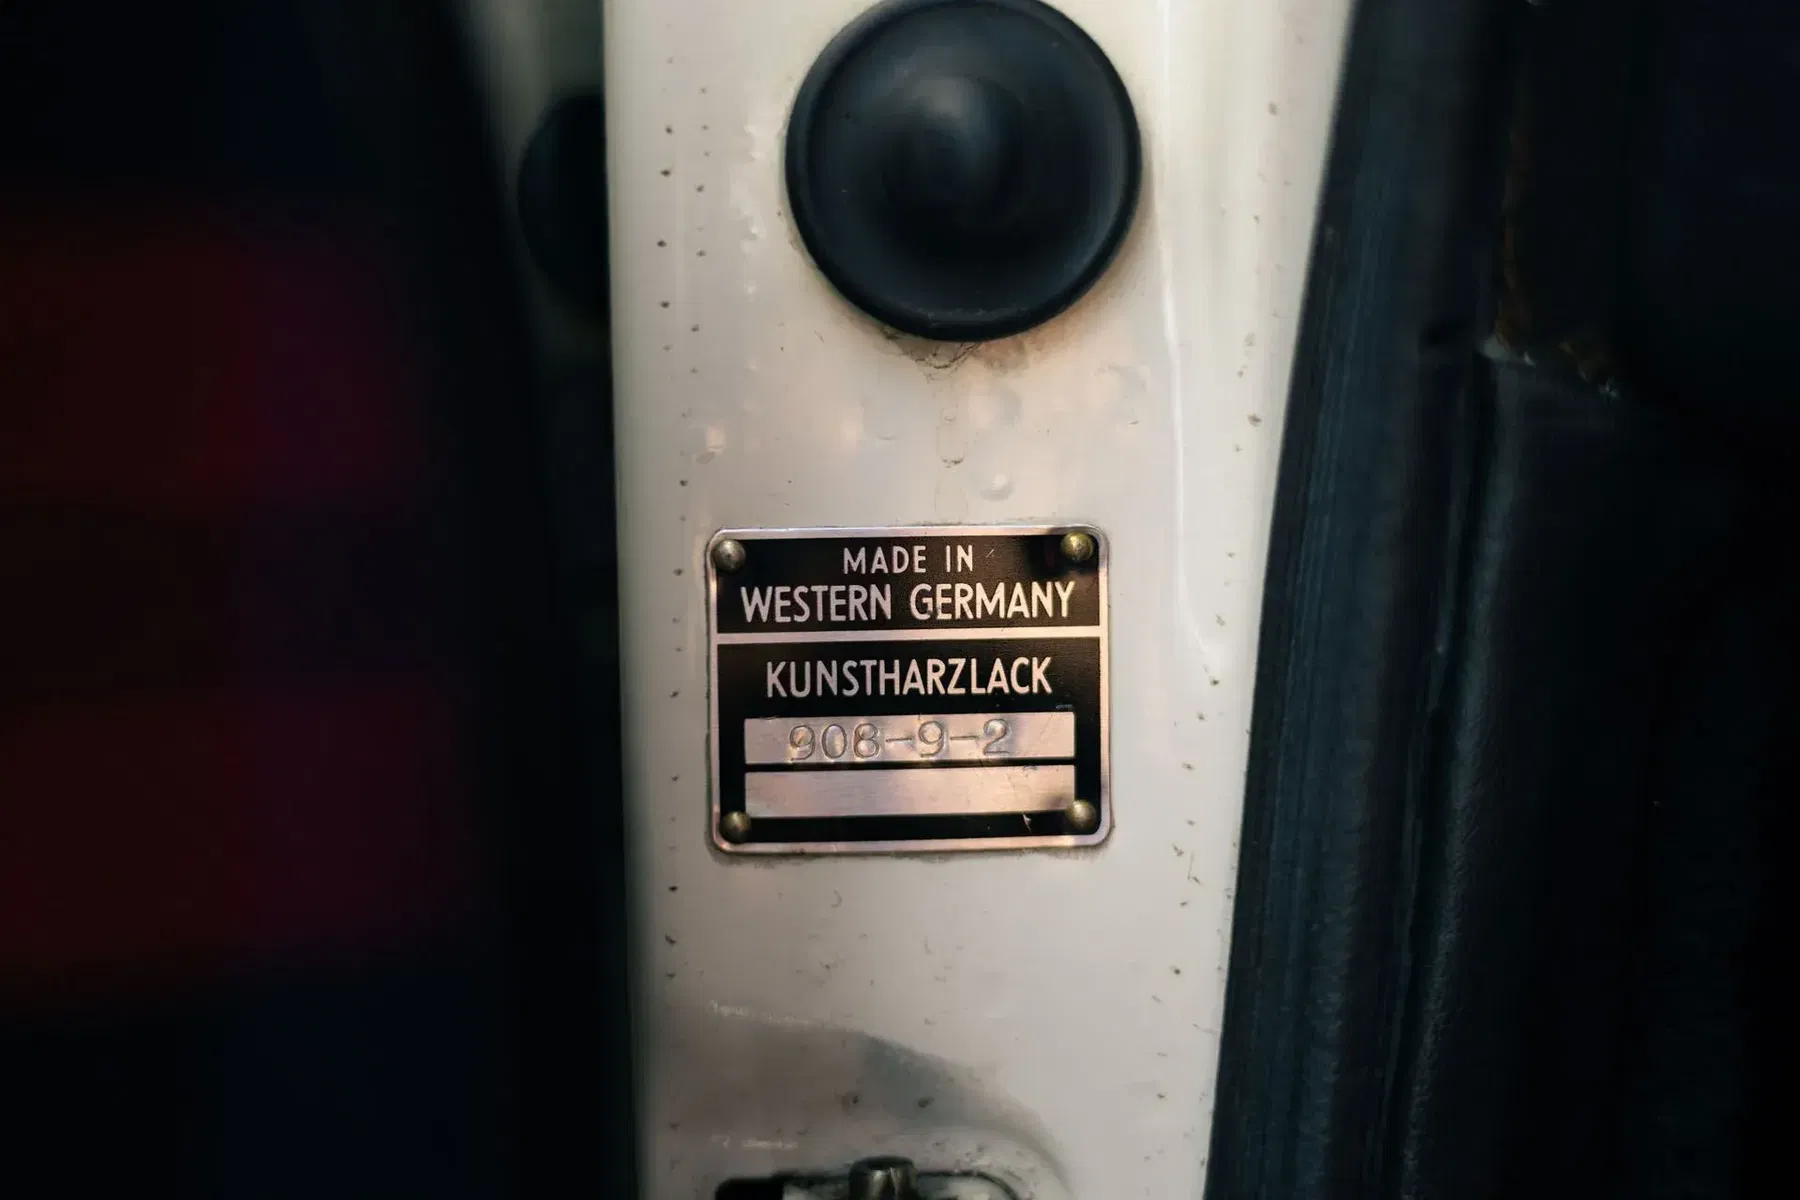 MADE IN
WESTERN GERMANY
KUNSTHARZLACK
908-9-2